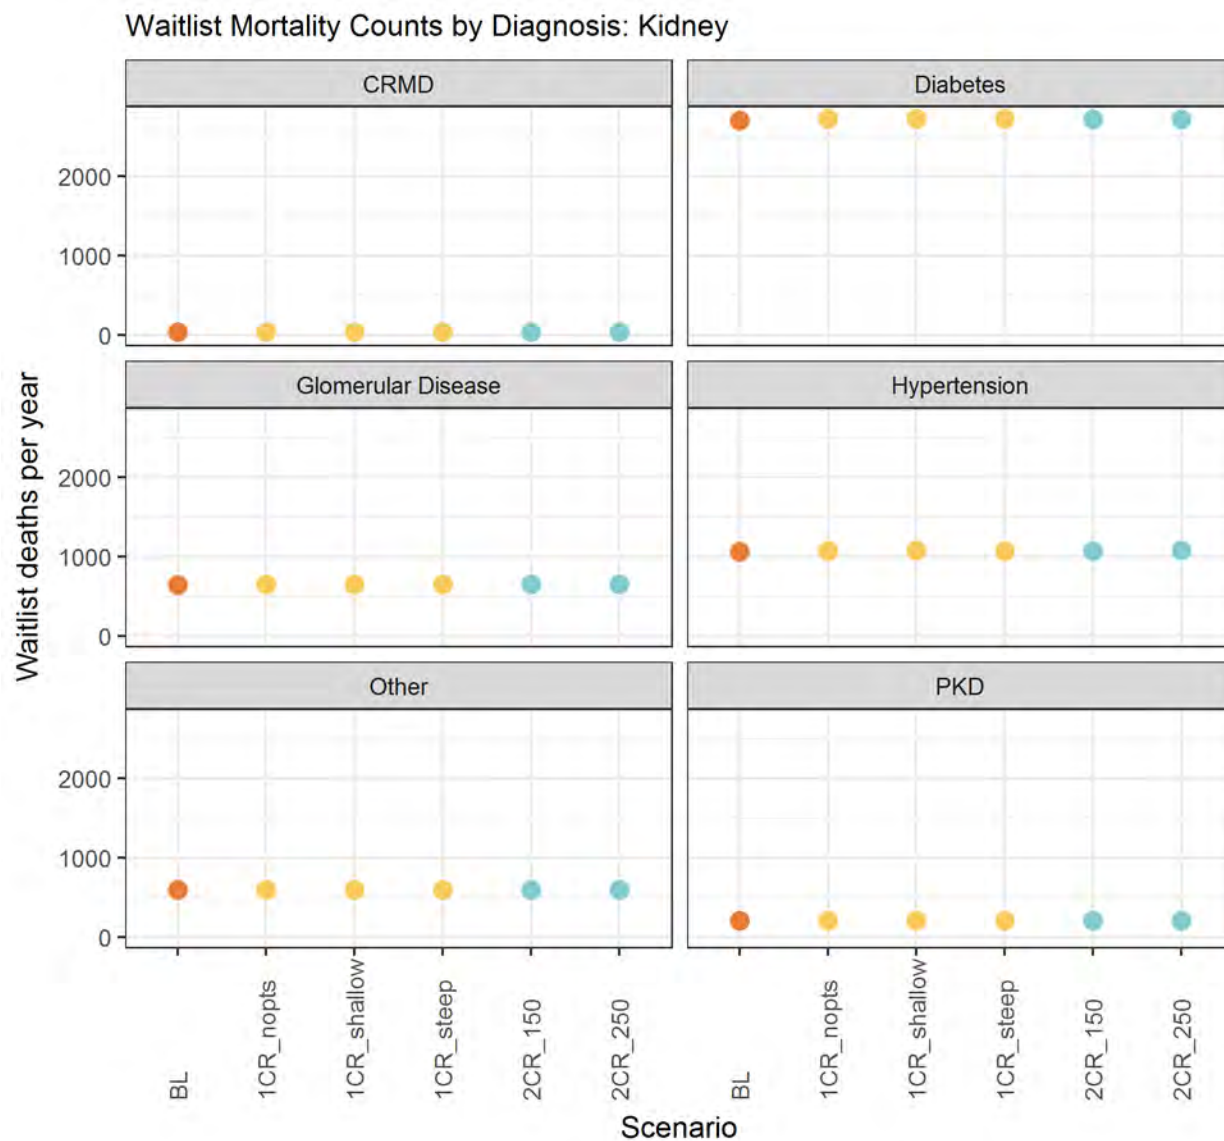 Waitlist Mortality Counts by Diagnosis: Kidney
CRMD
Diabetes
2000
1000
0
Glomerular Disease
Hypertension
2000
1000
0
Other
PKD
2000
1000
0
Waitlist deaths per year
BL
1CR_nopts
1CR_shallow
1CR_steep
2CR_150
2CR_250
BL
1CR_nopts
1CR_shallow
1CR_steep
2CR_150
2CR_250
Scenario